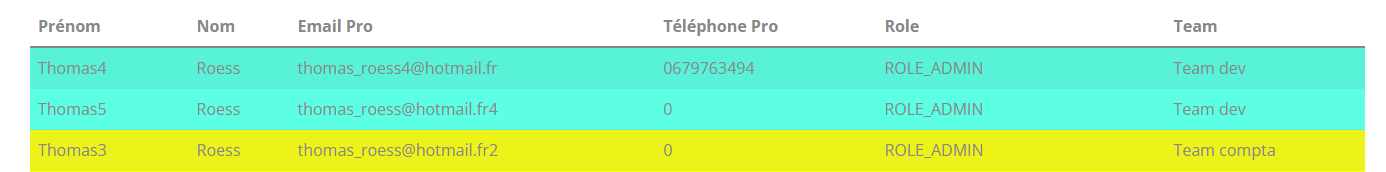 Prénom Nom Email Pro Téléphone Pro Role Team
Thomas4 Roess thomas_roess4@hotmail.fr 0679763494 ROLE_ADMIN Team dev
Thomas5 Roess thomas_roess@hotmail.fr4 0 ROLE_ADMIN Team dev
Thomas3 Roess thomas_roess@hotmail.fr2 0 ROLE_ADMIN Team compta